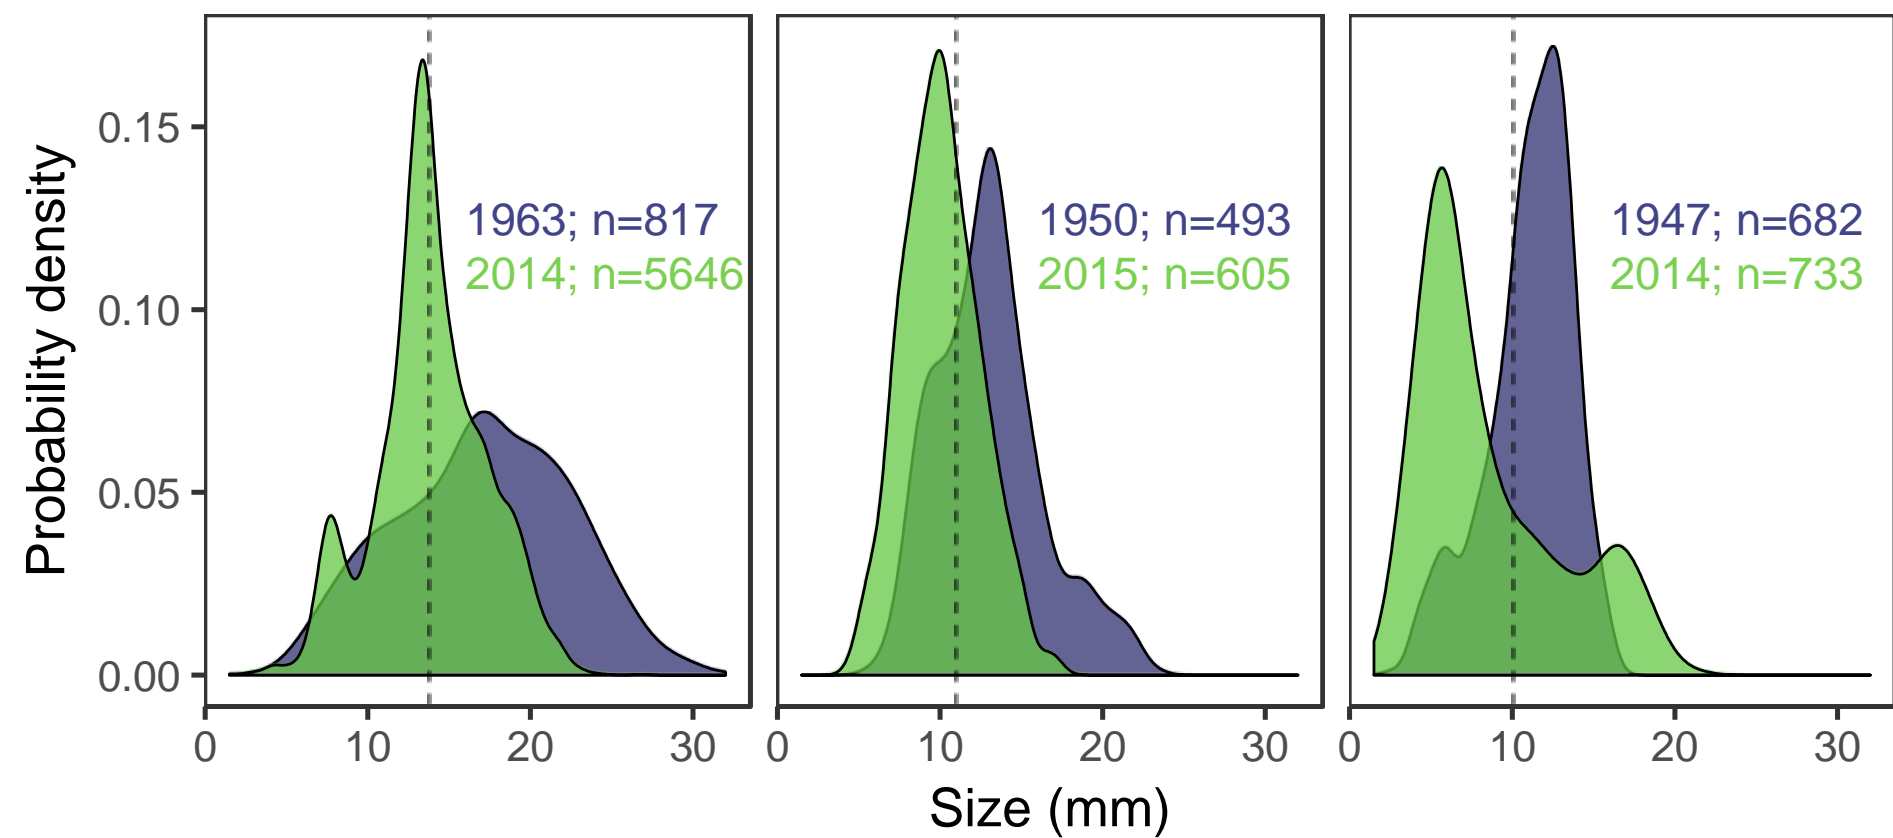 Probability density
0.15
0.10
0.05
0.00
1963; n=817
2014; n=5646
0 10 20 30
1950; n=493
2015; n=605
0 10 20 30
1947; n=682
2014; n=733
0 10 20 30
Size (mm)